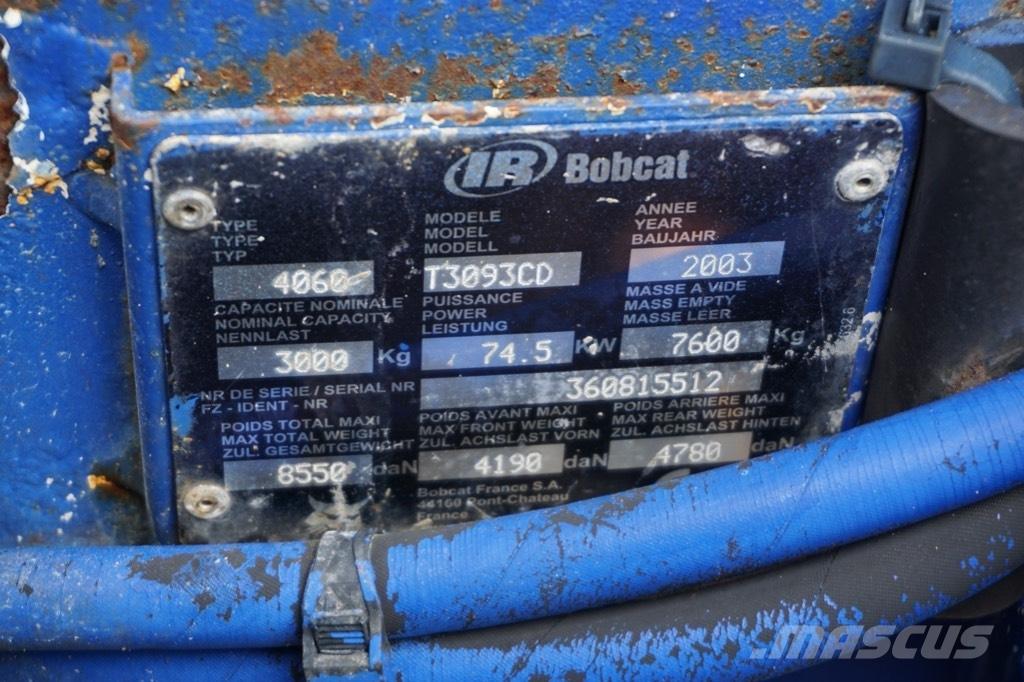 IR Bobcat
TYPE MODELE ANNEE
TYPE MODEL YEAR
TYP MODELL BAUJAHR
4060 T3093CD 2003
CAPACITE NOMINALE PUISSANCE MASSE A VIDE
NOMINAL CAPACITY POWER MASS EMPTY
NENNLAST LEISTUNG MASSE LEER
3000 Kg 74.5 KW 7600 Kg
NR DE SERIE / SERIAL NR 360815512
FZ - IDENT - NR
POIDS TOTAL MAXI POIDS AVANT MAXI POIDS ARRIERE MAXI
MAX TOTAL WEIGHT MAX FRONT WEIGHT MAX REAR WEIGHT
ZUL. GESAMTGEWICHT ZUL. ACHSLAST VORN ZUL. ACHSLAST HINTEN
8550 daN 4190 daN 4780 daN
Bobcat France S.A.
44160 Pont-Chateau
France
MASCUS